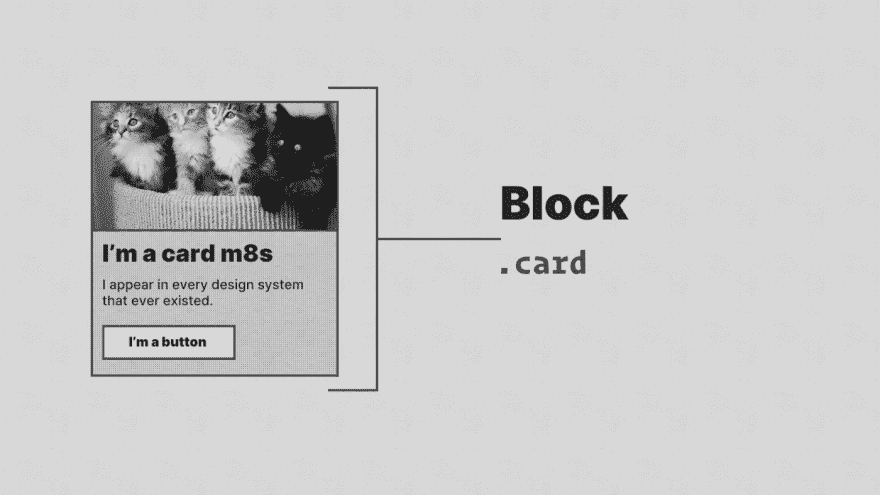 I'm a card m8s
I appear in every design system
that ever existed.
I'm a button
Block
.card